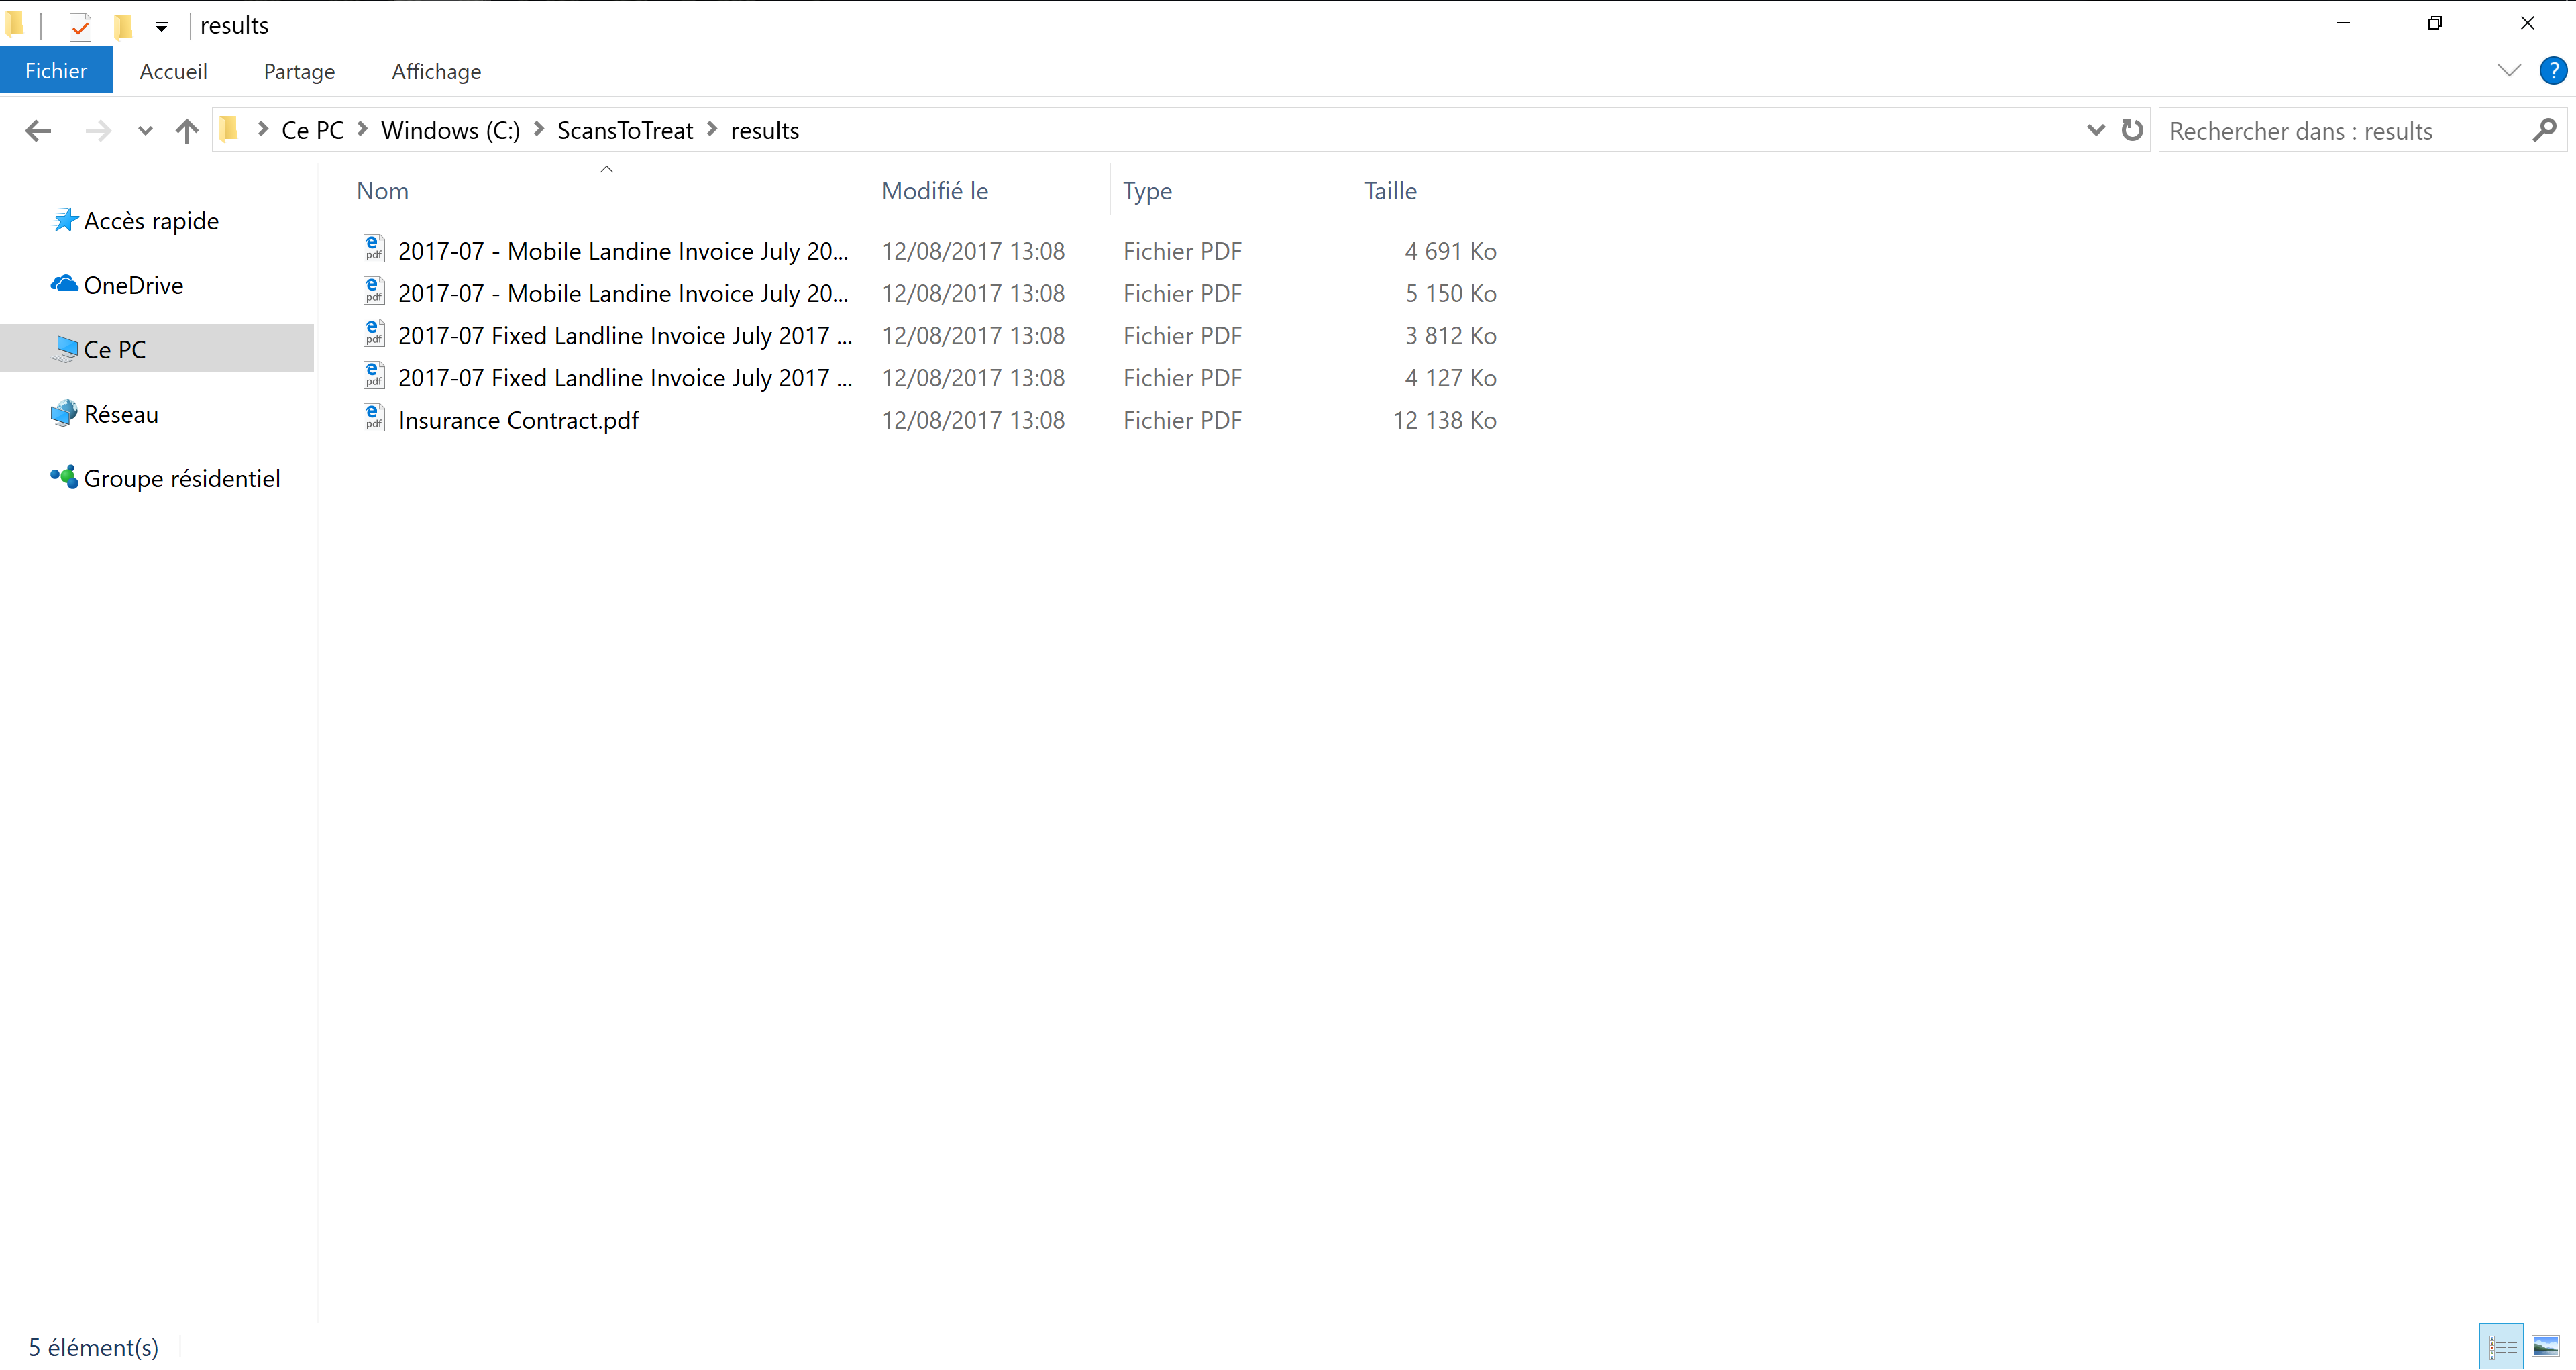 results
Fichier Accueil Partage Affichage
?
Ce PC Windows (C:) ScansToTreat results
Rechercher dans : results
Nom Modifié le Type Taille
Accès rapide
OneDrive
Ce PC
Réseau
Groupe résidentiel
2017-07 - Mobile Landine Invoice July 20... 12/08/2017 13:08 Fichier PDF 4 691 Ko
2017-07 - Mobile Landine Invoice July 20... 12/08/2017 13:08 Fichier PDF 5 150 Ko
2017-07 Fixed Landline Invoice July 2017 ... 12/08/2017 13:08 Fichier PDF 3 812 Ko
2017-07 Fixed Landline Invoice July 2017 ... 12/08/2017 13:08 Fichier PDF 4 127 Ko
Insurance Contract.pdf 12/08/2017 13:08 Fichier PDF 12 138 Ko
5 élément(s)